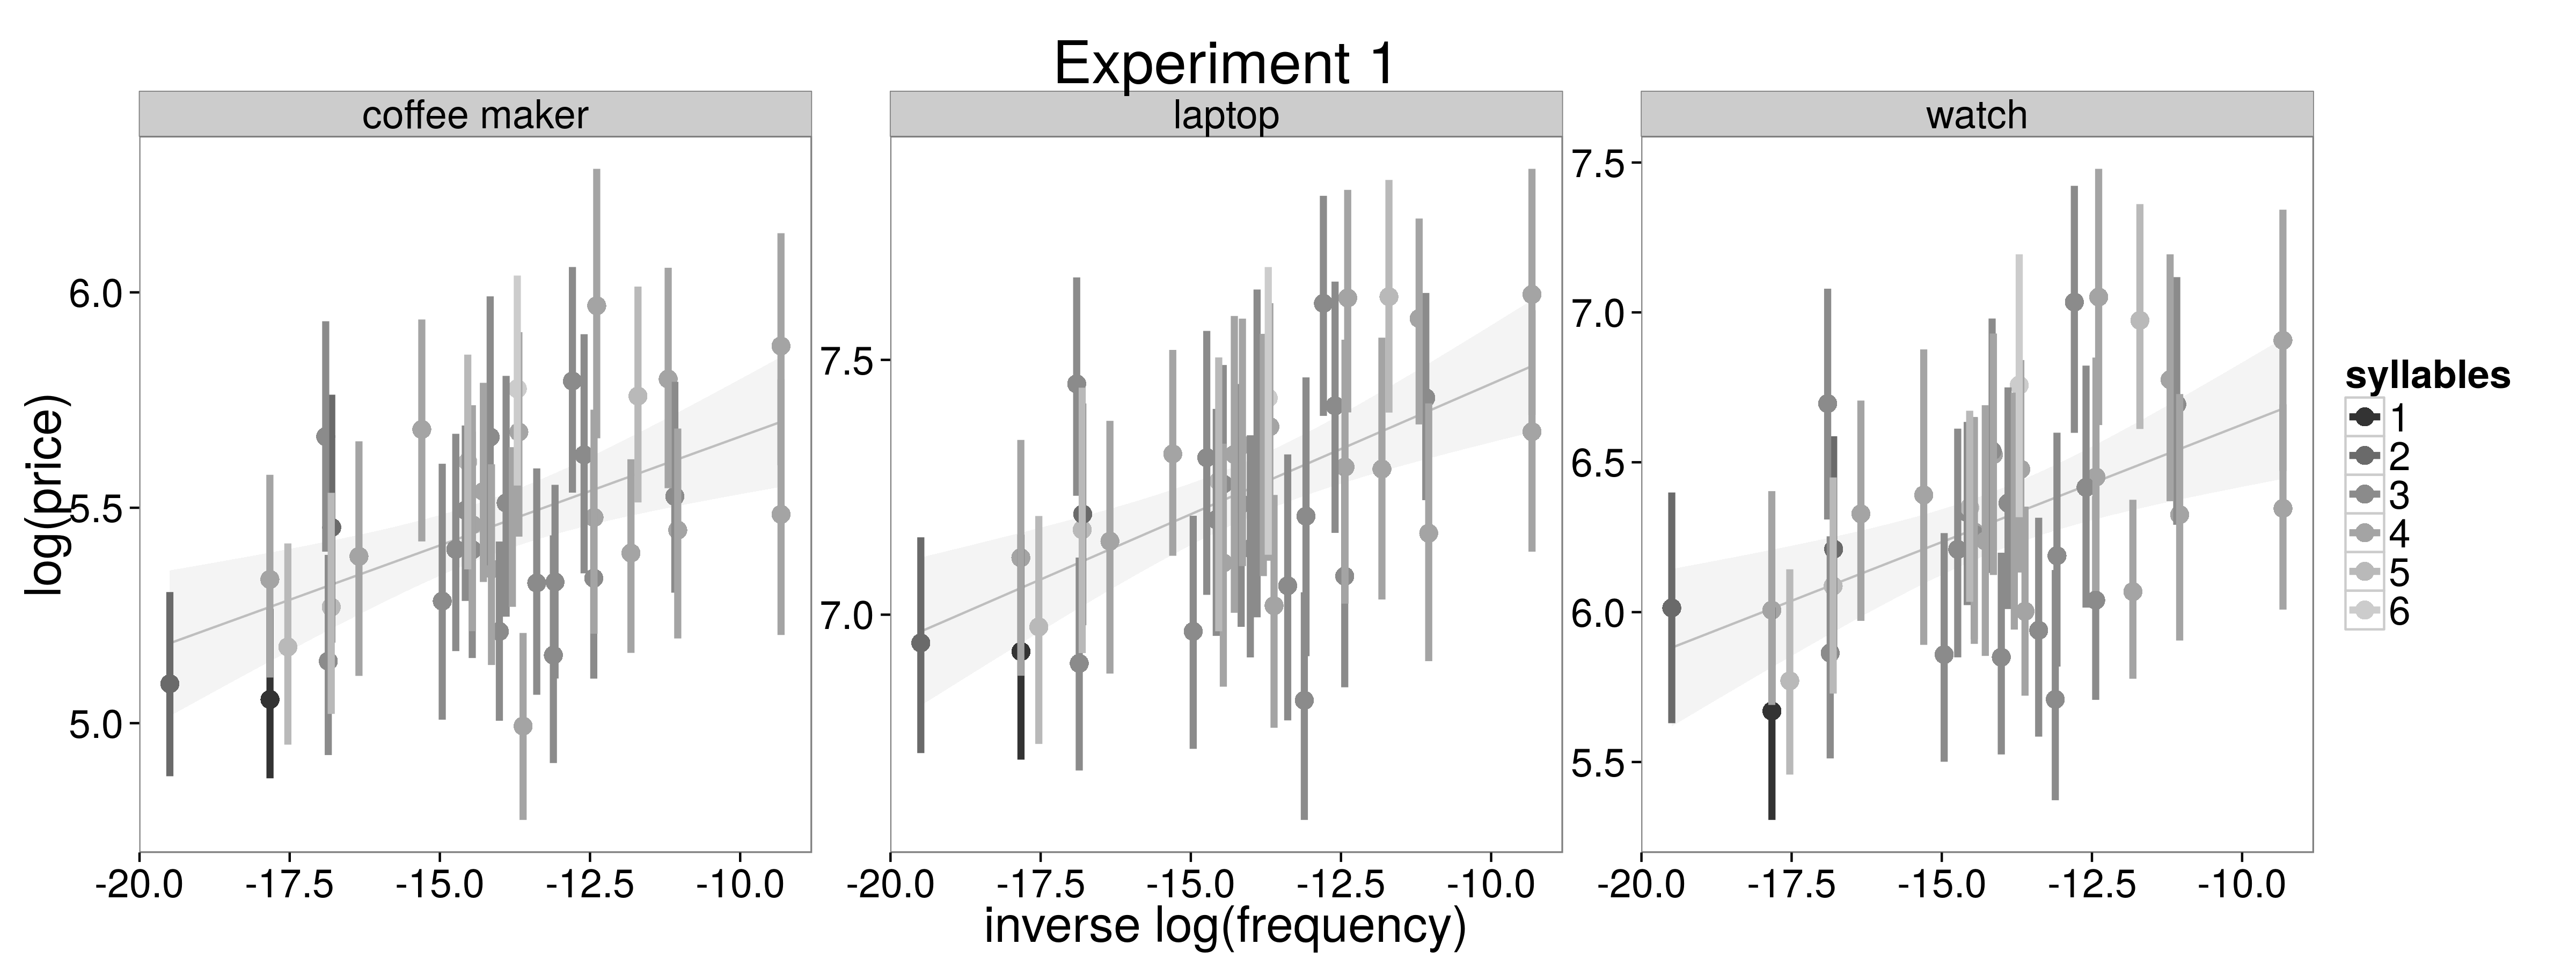 Experiment 1
coffee maker
laptop
watch
log(price)
6.0
5.5
5.0
7.5
7.0
7.5
7.0
6.5
6.0
5.5
-20.0 -17.5 -15.0 -12.5 -10.0
-20.0 -17.5 -15.0 -12.5 -10.0
-20.0 -17.5 -15.0 -12.5 -10.0
inverse log(frequency)
syllables
1
2
3
4
5
6